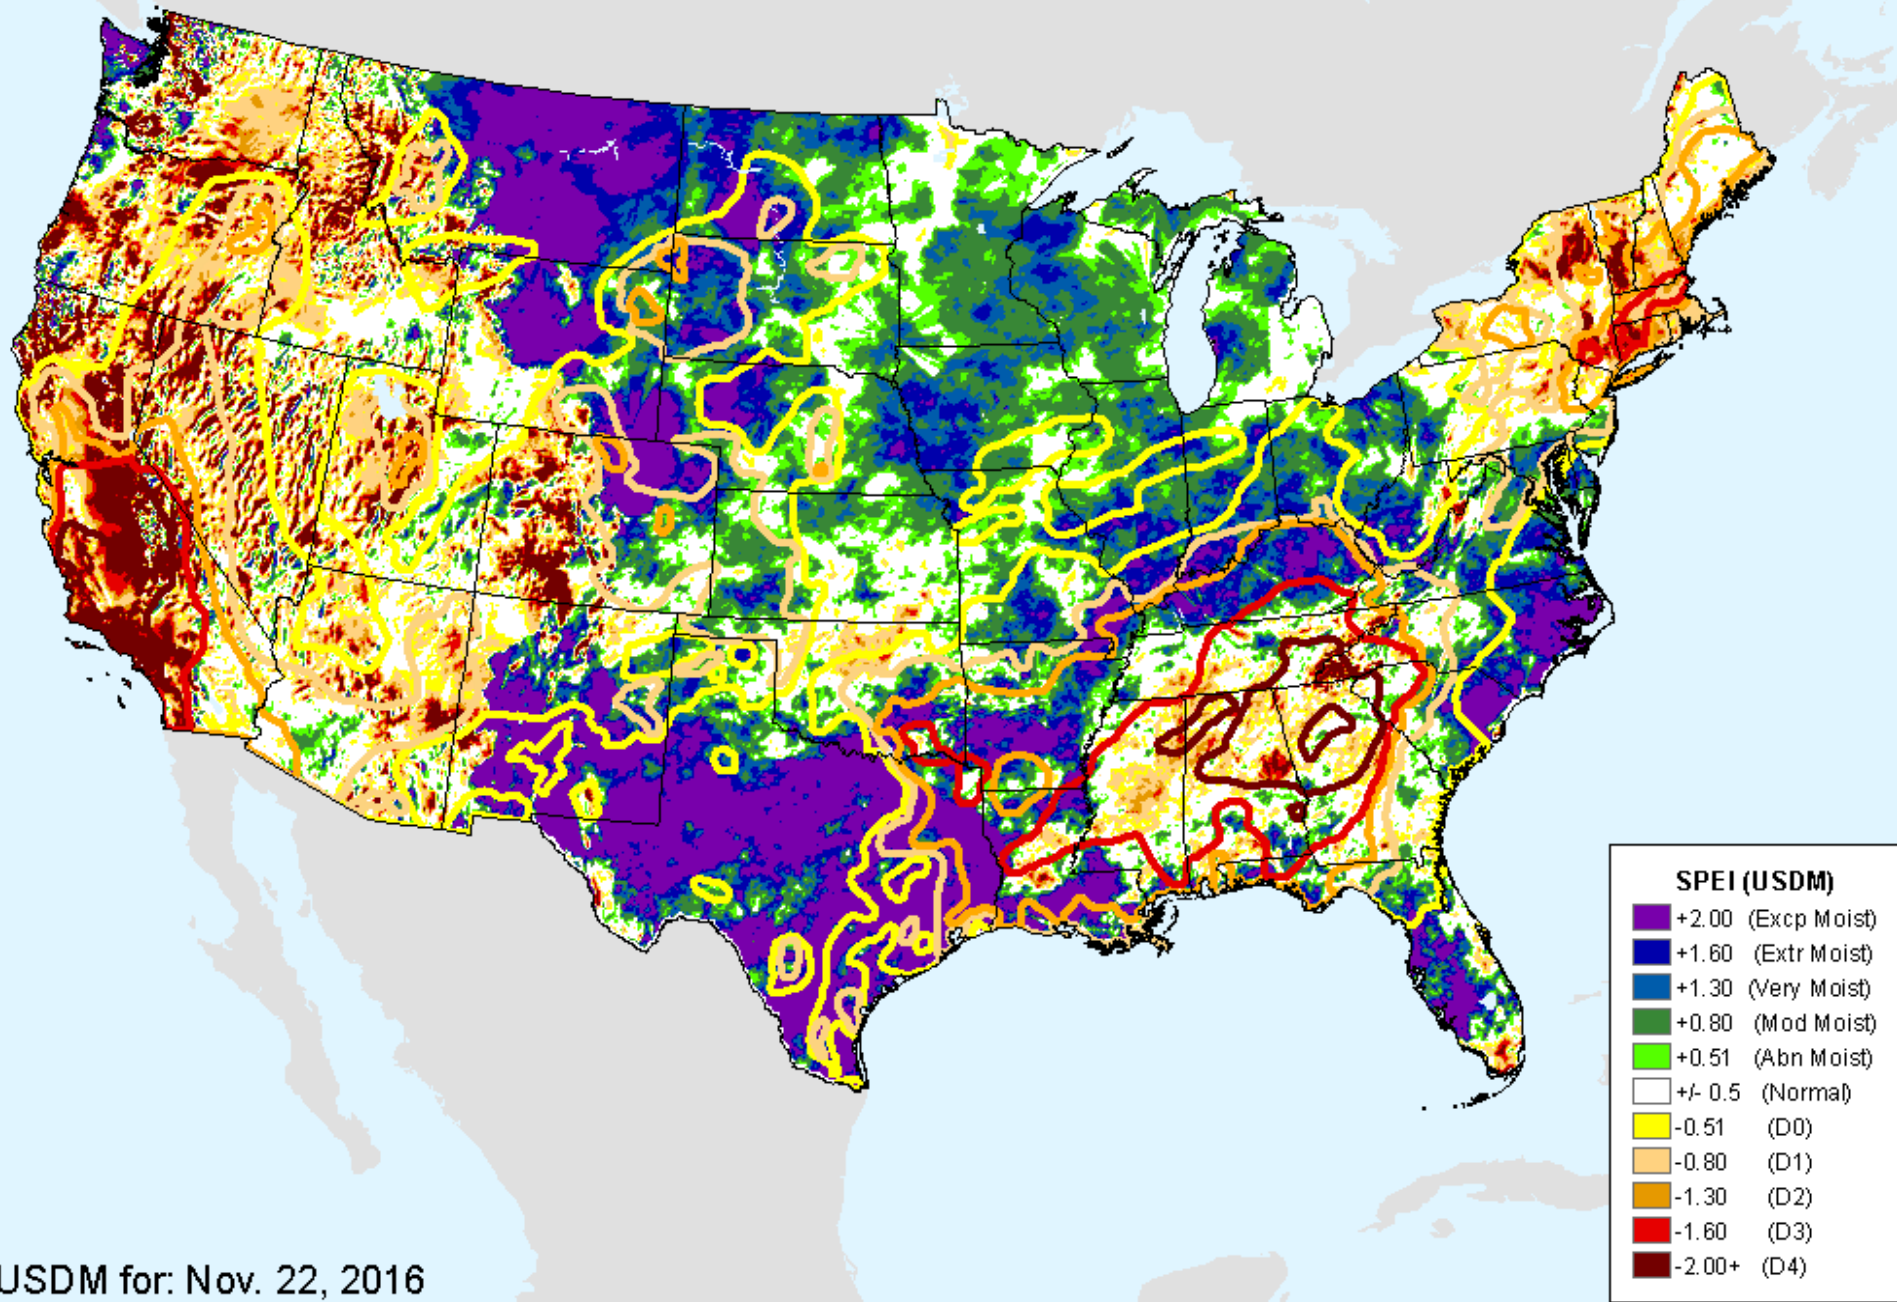 SPEI (USDM)
+2.00 (Excp Moist)
+1.60 (Extr Moist)
+1.30 (Very Moist)
+0.80 (Mod Moist)
+0.51 (Abn Moist)
+/- 0.5 (Normal)
-0.51 (D0)
-0.80 (D1)
-1.30 (D2)
-1.60 (D3)
-2.00+ (D4)
USDM for: Nov. 22, 2016